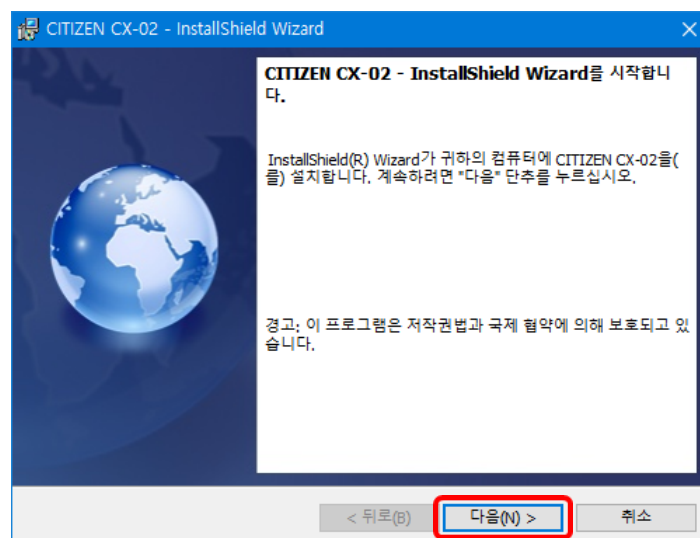 CITIZEN CX-02 - InstallShield Wizard
CITIZEN CX-02 - InstallShield Wizard를 시작합니
다.
InstallShield(R) Wizard가 귀하의 컴퓨터에 CITIZEN CX-02을(
를) 설치합니다. 계속하려면 "다음" 단추를 누르십시오.
경고: 이 프로그램은 저작권법과 국제 협약에 의해 보호되고 있
습니다.
< 뒤로(B) 다음(N) > 취소